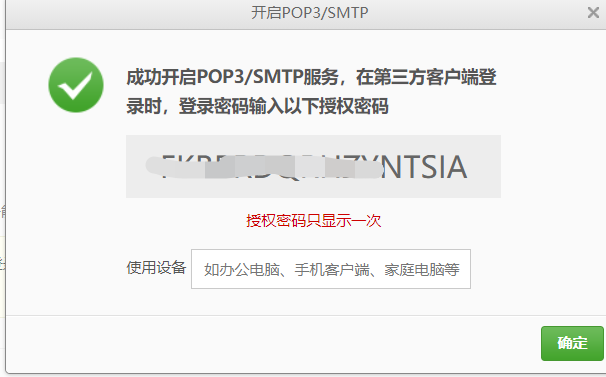 开启POP3/SMTP
成功开启POP3/SMTP服务，在第三方客户端登
录时，登录密码输入以下授权密码
授权密码只显示一次
使用设备 如办公电脑、手机客户端、家庭电脑等
确定